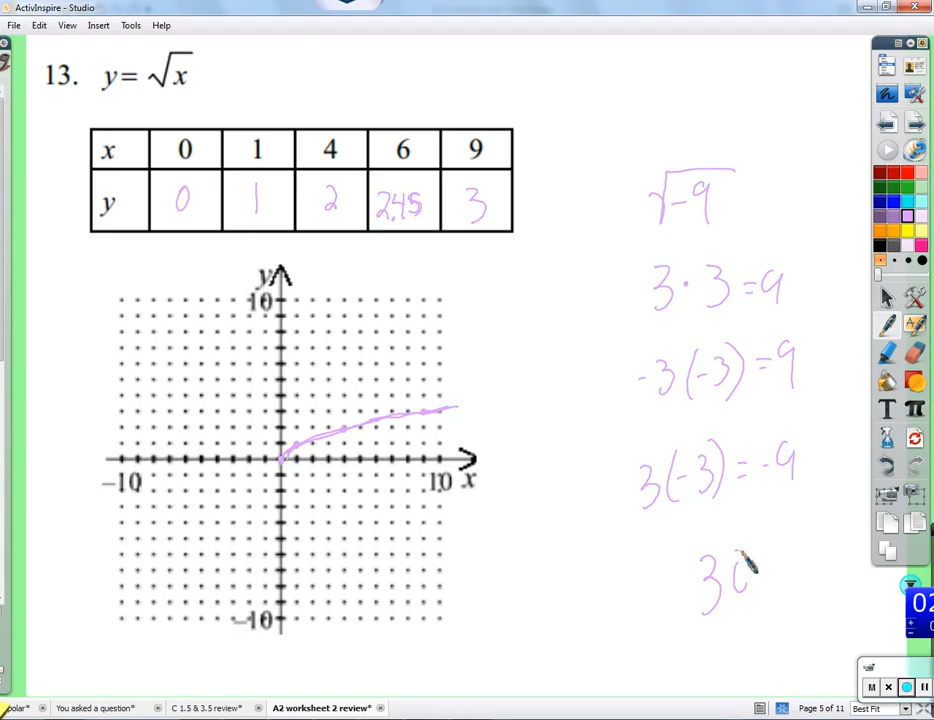 ActivInspire - Studio
File Edit View Insert Tools Help
13. y = √x
x 0 1 4 6 9
y 0 1 2 2.45 3
√-9
3 · 3 = 9
-3(-3) = 9
3(-3) = -9
3
y
10
-10 10 x
-10
T π
02
M
polar* You asked a question* C 1.5 & 3.5 review* A2 worksheet 2 review* Page 5 of 11 Best Fit